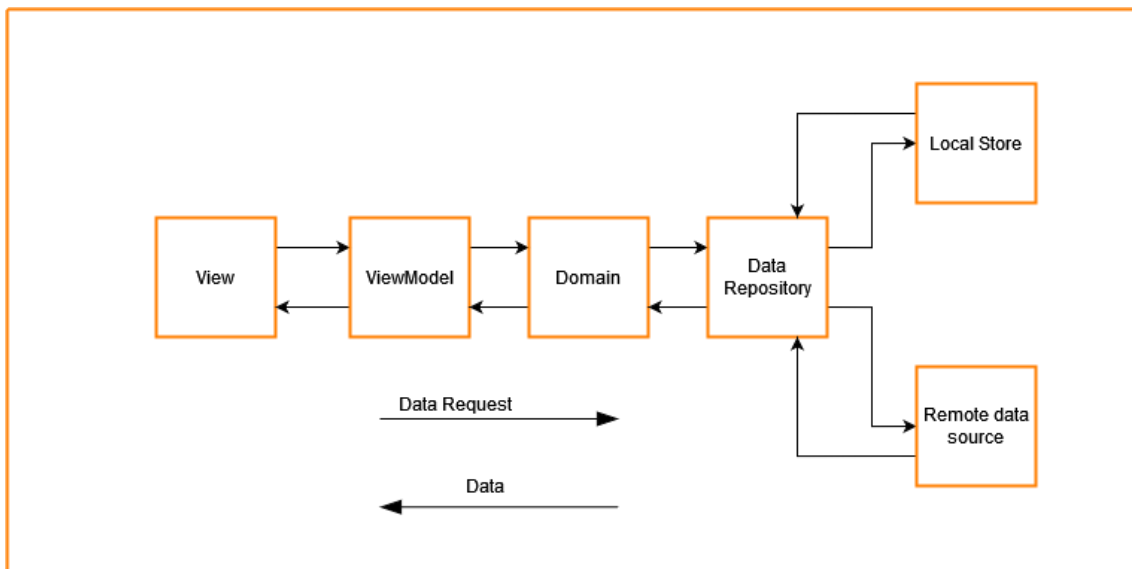 Local Store
View
ViewModel
Domain
Data
Repository
Data Request
Remote data
source
Data